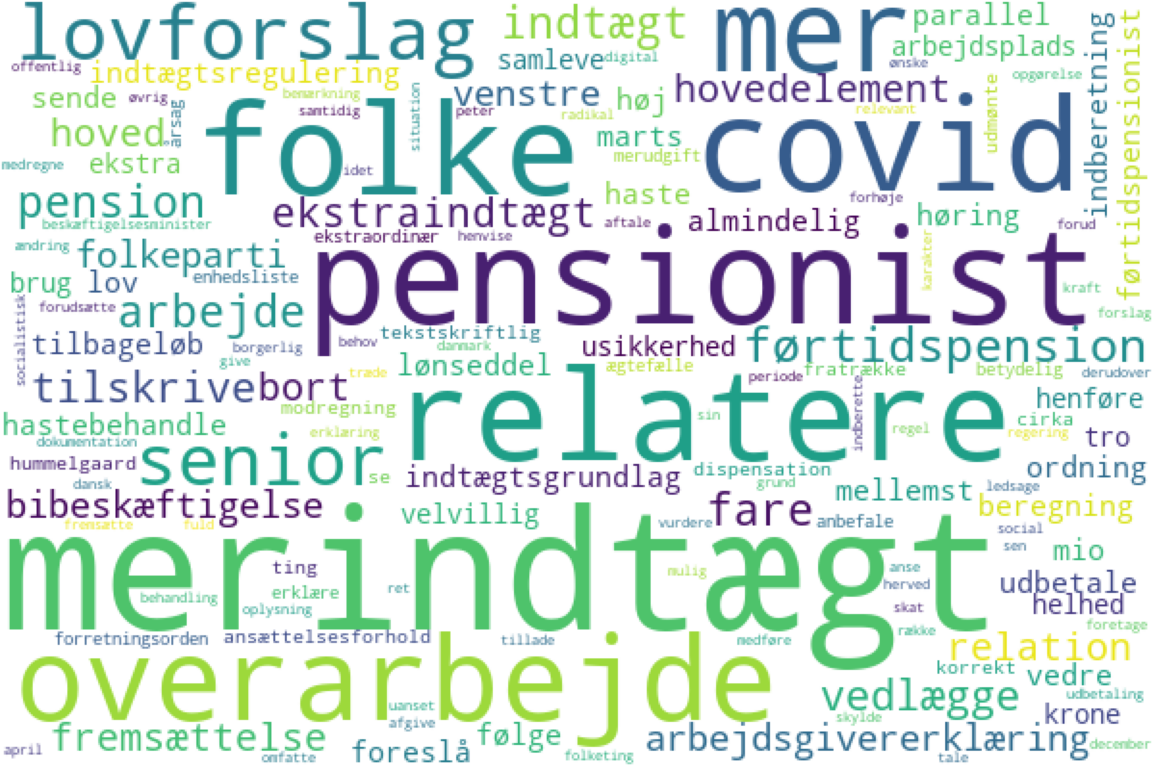 lovforslag
indtægt
mer
parallel
arbejdsplads
indberetning
førtidspensionist
offentlig
indtægtsregulering
samleve
digital
ønske
opgørelse
sende
øvrig
bemærkning
samtidig
situation
peter
venstre
radikal
høj
hovedelement
relevant
udmønte
hoved
årsag
folke
marts
merudgift
covid
medregne
ekstra
idet
haste
forhøje
pension
beskæftigelsesminister
ekstraindtægt
aftale
almindelig
høring
forud
ekstraordinær
henvise
ændring
folkeparti
enhedsliste
pensionist
karakter
brug
lov
kraft
socialistisk
forudsætte
arbejde
forslag
tilbageløb
borgerlig
behov
tekstskriftlig
danmark
usikkerhed
førtidspension
give
lønseddel
ægtefælle
fratrække
betydelig
derudover
tilskrive
bort
træde
periode
relatere
indberette
henføre
modregning
sin
regel
cirka
regering
tro
hastebehandle
dokumentation
erklæring
senior
hummelgaard
dansk
se
indtægtsgrundlag
dispensation
grund
ordning
ledsage
bibeskæftigelse
velvillig
fare
mellemst
beregning
fremsætte
fuld
vurdere
anbefale
social
sen
mio
merindtægt
ting
behandling
erklære
oplysning
ret
mulig
anse
herved
skat
udbetale
helhed
foretage
forretningsorden
ansættelsesforhold
tillade
medføre
række
relation
overarbejde
korrekt
vedre
udbetaling
vedlægge
uanset
afgive
skylde
krone
april
fremsættelse
omfatte
foreslå
følge
folketing
arbejdsgivererklæring
tale
december